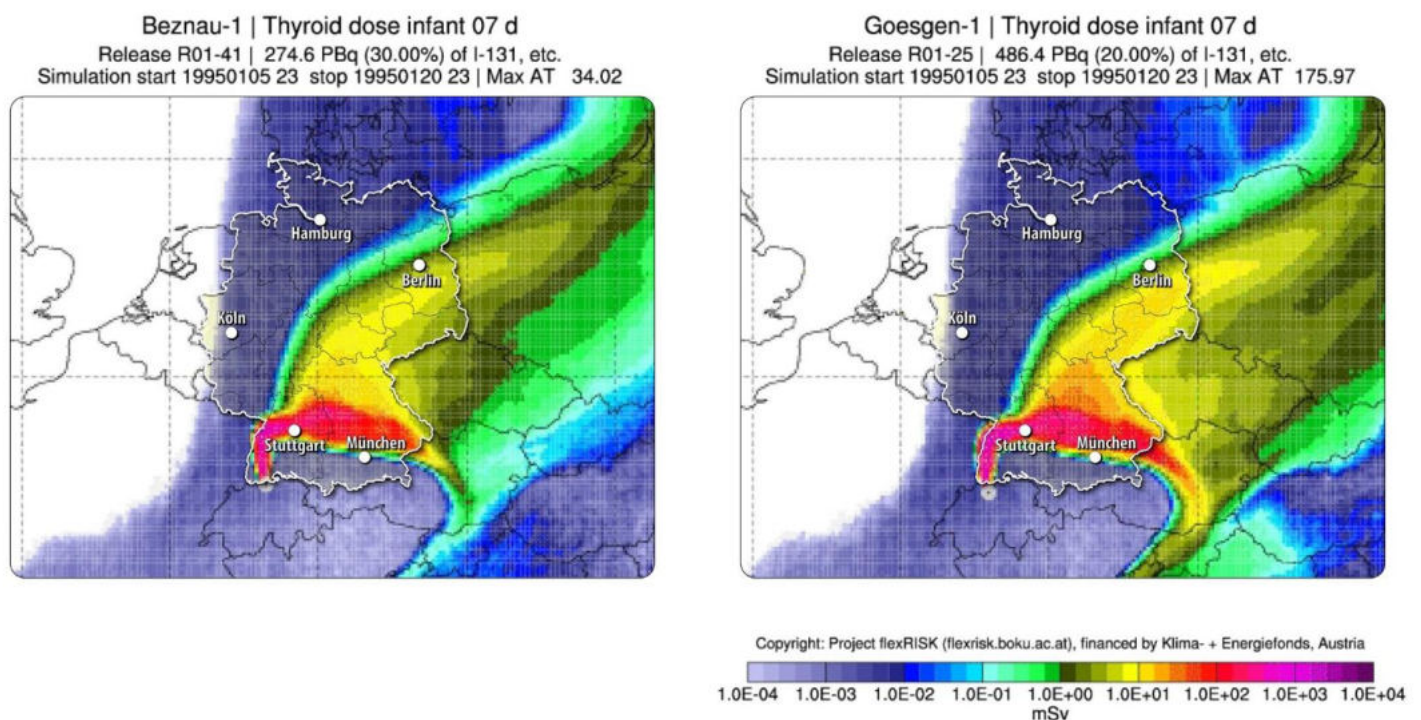 Beznau-1 | Thyroid dose infant 07 d
Release R01-41 | 274.6 PBq (30.00%) of I-131, etc.
Simulation start 19950105 23 stop 19950120 23 | Max AT 34.02
Hamburg
Berlin
Köln
Stuttgart
München
Goesgen-1 | Thyroid dose infant 07 d
Release R01-25 | 486.4 PBq (20.00%) of I-131, etc.
Simulation start 19950105 23 stop 19950120 23 | Max AT 175.97
Hamburg
Berlin
Köln
Stuttgart
München
Copyright: Project flexRISK (flexrisk.boku.ac.at), financed by Klima- + Energiefonds, Austria
1.0E-04 1.0E-03 1.0E-02 1.0E-01 1.0E+00 1.0E+01 1.0E+02 1.0E+03 1.0E+04
mSv